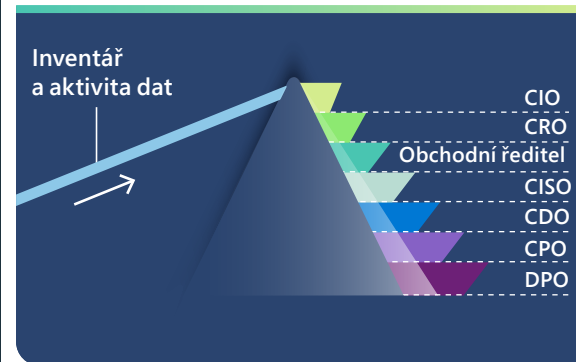 Inventář
a aktivita dat
CIO
CRO
Obchodní ředitel
CISO
CDO
CPO
DPO